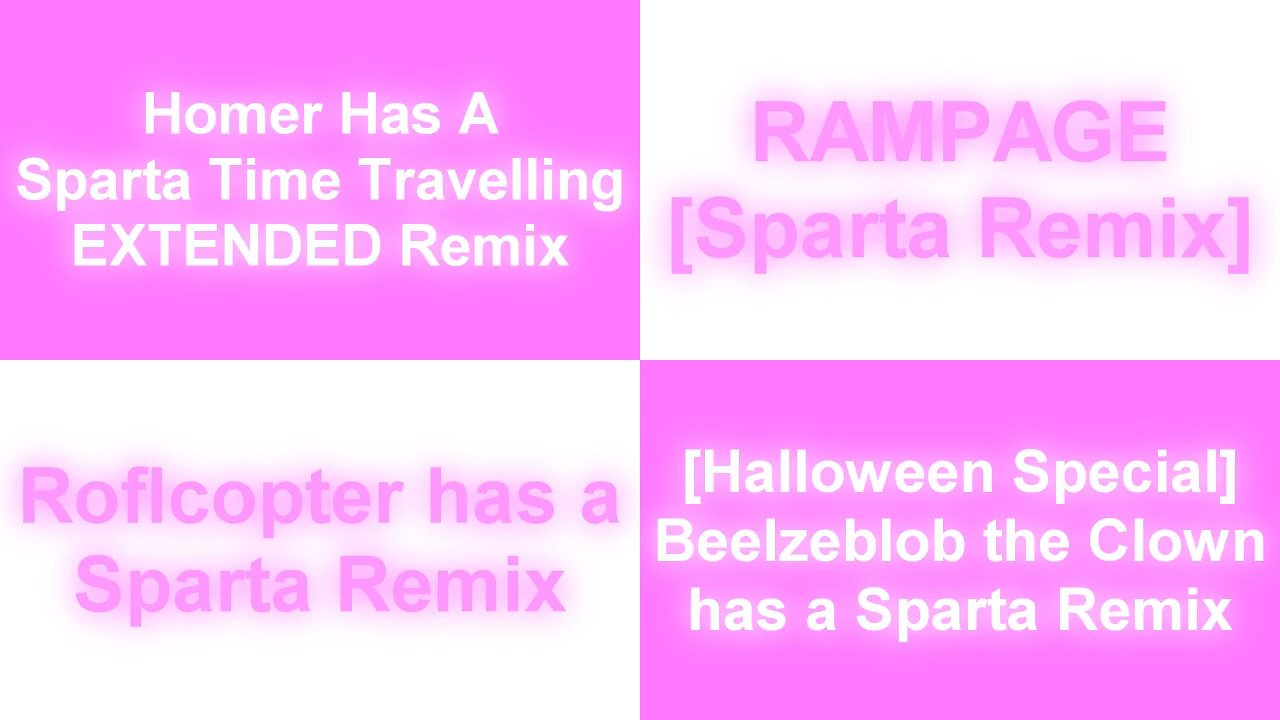 Homer Has A
Sparta Time Travelling
EXTENDED Remix
RAMPAGE
[Sparta Remix]
Roflcopter has a
Sparta Remix
[Halloween Special]
Beelzeblob the Clown
has a Sparta Remix